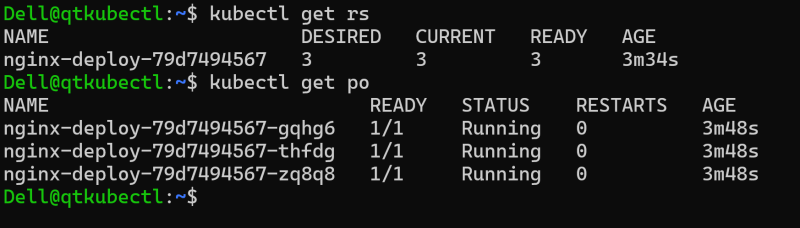 Dell@qtkubectl:~$ kubectl get rs
NAME                      DESIRED   CURRENT   READY   AGE
nginx-deploy-79d7494567   3         3         3       3m34s
Dell@qtkubectl:~$ kubectl get po
NAME                            READY   STATUS    RESTARTS   AGE
nginx-deploy-79d7494567-gqhg6   1/1     Running   0          3m48s
nginx-deploy-79d7494567-thfdg   1/1     Running   0          3m48s
nginx-deploy-79d7494567-zq8q8   1/1     Running   0          3m48s
Dell@qtkubectl:~$